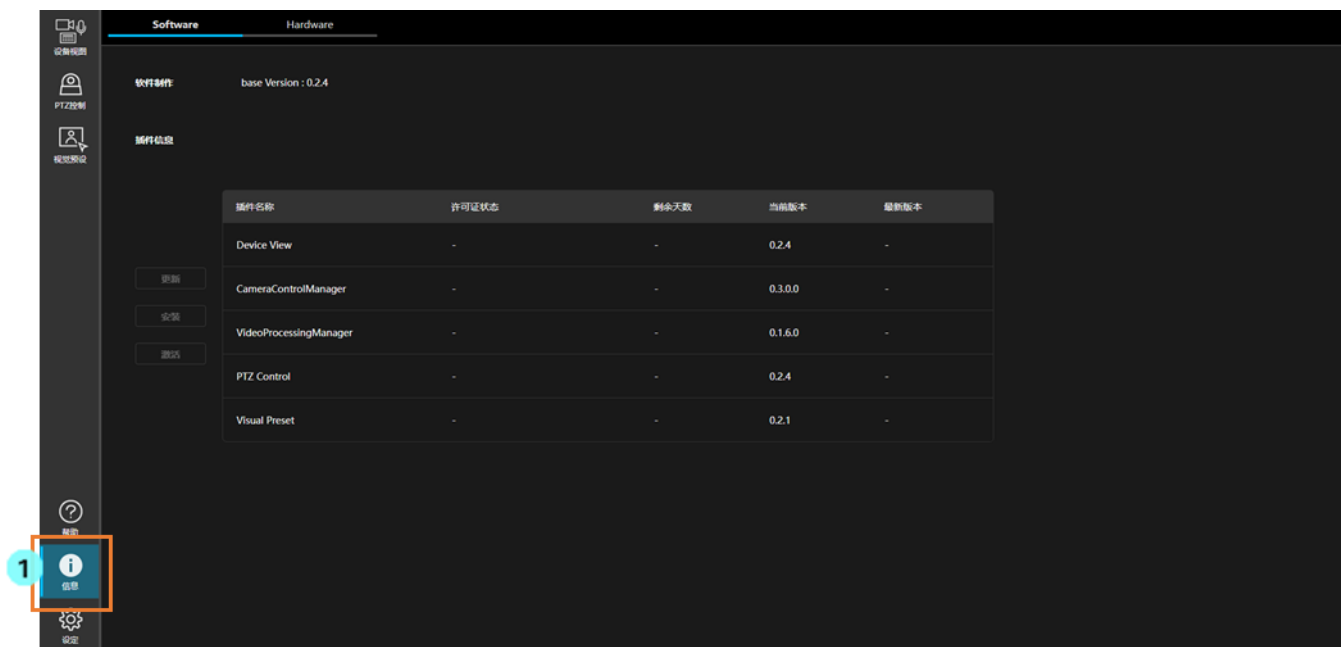 Software Hardware
设备视图
PTZ控制
视觉预设
软件制作 base Version : 0.2.4
插件信息
插件名称 许可证状态 剩余天数 当前版本 最新版本
Device View - - 0.2.4 -
CameraControlManager - - 0.3.0.0 -
VideoProcessingManager - - 0.1.6.0 -
PTZ Control - - 0.2.4 -
Visual Preset - - 0.2.1 -
更新
安装
激活
帮助
1
信息
设定